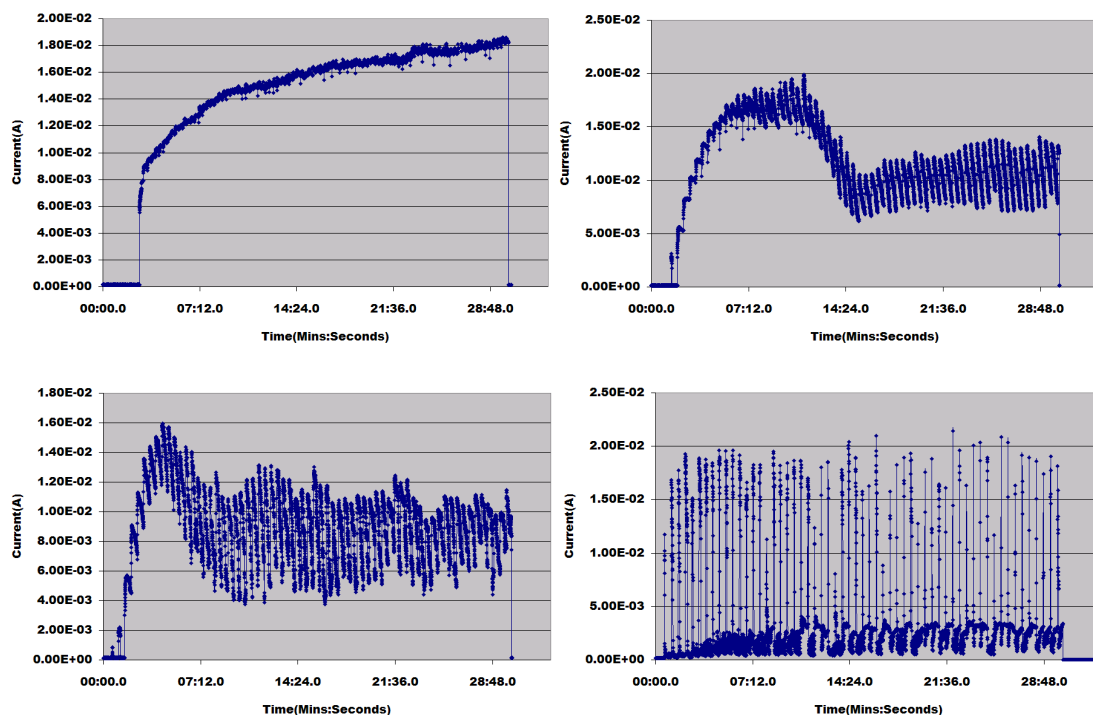 2.00E-02
1.80E-02
1.60E-02
1.40E-02
1.20E-02
1.00E-02
8.00E-03
6.00E-03
4.00E-03
2.00E-03
0.00E+00
Current(A)
00:00.0 07:12.0 14:24.0 21:36.0 28:48.0
Time(Mins:Seconds)
2.50E-02
2.00E-02
1.50E-02
1.00E-02
5.00E-03
0.00E+00
Current(A)
00:00.0 07:12.0 14:24.0 21:36.0 28:48.0
Time(Mins:Seconds)
1.80E-02
1.60E-02
1.40E-02
1.20E-02
1.00E-02
8.00E-03
6.00E-03
4.00E-03
2.00E-03
0.00E+00
Current(A)
00:00.0 07:12.0 14:24.0 21:36.0 28:48.0
Time(Mins:Seconds)
2.50E-02
2.00E-02
1.50E-02
1.00E-02
5.00E-03
0.00E+00
Current(A)
00:00.0 07:12.0 14:24.0 21:36.0 28:48.0
Time(Mins:Seconds)